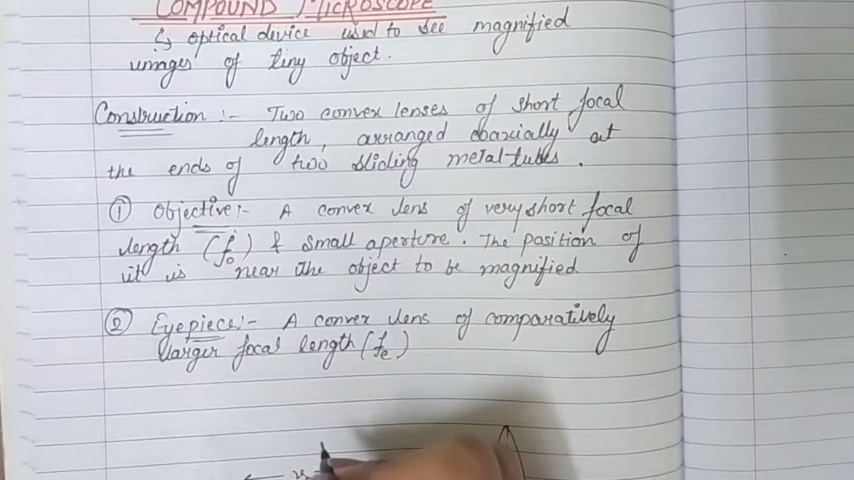 COMPOUND MICROSCOPE
↳ optical device used to see magnified
images of tiny object.
Construction :- Two convex lenses of short focal
length, arranged coaxially at
the ends of two sliding metal tubes.
① Objective:- A convex lens of very short focal
length (fo) & small aperture. The position of
it is near the object to be magnified
② Eyepiece:- A convex lens of comparatively
larger focal length (fe)